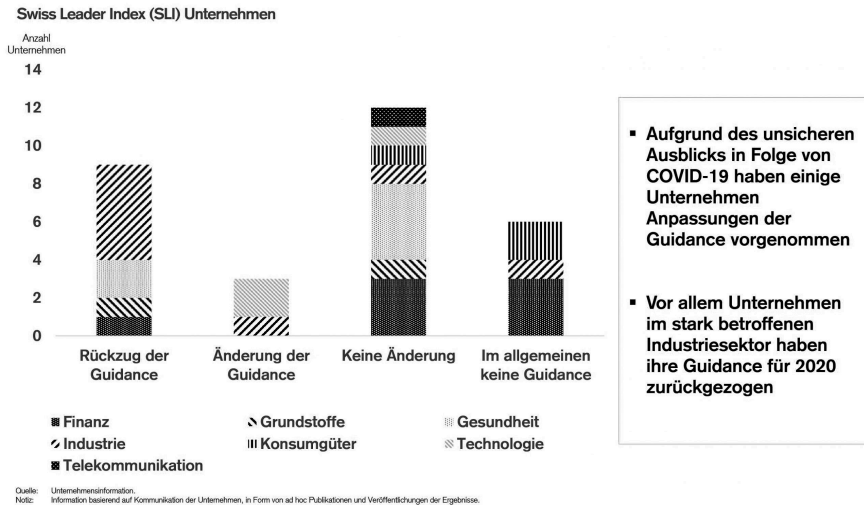 Swiss Leader Index (SLI) Unternehmen
Anzahl
Unternehmen
14
12
10
8
6
4
2
0
Rückzug der
Guidance
Änderung der
Guidance
Keine Änderung
Im allgemeinen
keine Guidance
Finanz
Grundstoffe
Gesundheit
Industrie
Konsumgüter
Technologie
Telekommunikation
▪ Aufgrund des unsicheren
Ausblicks in Folge von
COVID-19 haben einige
Unternehmen
Anpassungen der
Guidance vorgenommen
▪ Vor allem Unternehmen
im stark betroffenen
Industriesektor haben
ihre Guidance für 2020
zurückgezogen
Quelle: Unternehmensinformation.
Notiz: Information basierend auf Kommunikation der Unternehmen, in Form von ad hoc Publikationen und Veröffentlichungen der Ergebnisse.